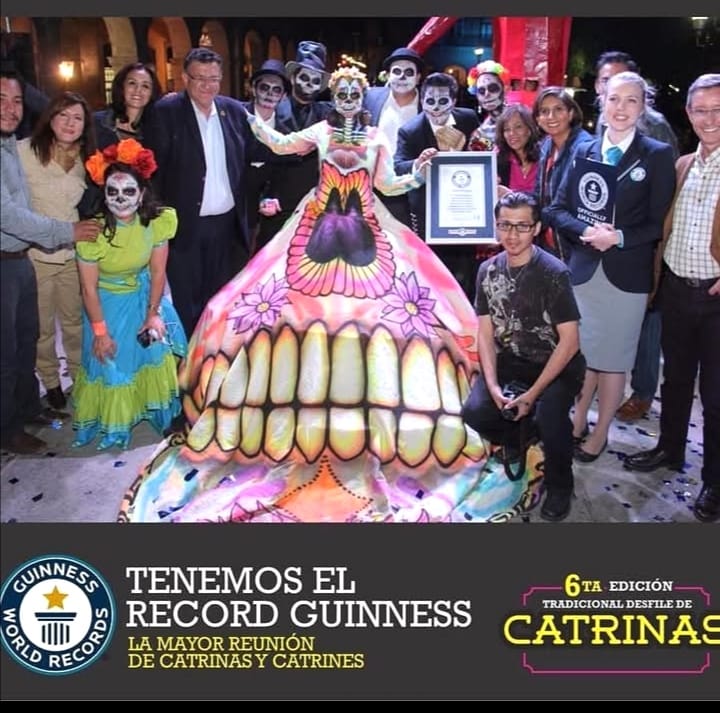 OFFICIALLY
AMAZING
GUINNESS
WORLD RECORDS
TENEMOS EL
RECORD GUINNESS
LA MAYOR REUNIÓN
DE CATRINAS Y CATRINES
6TA EDICIÓN
TRADICIONAL DESFILE DE
CATRINAS